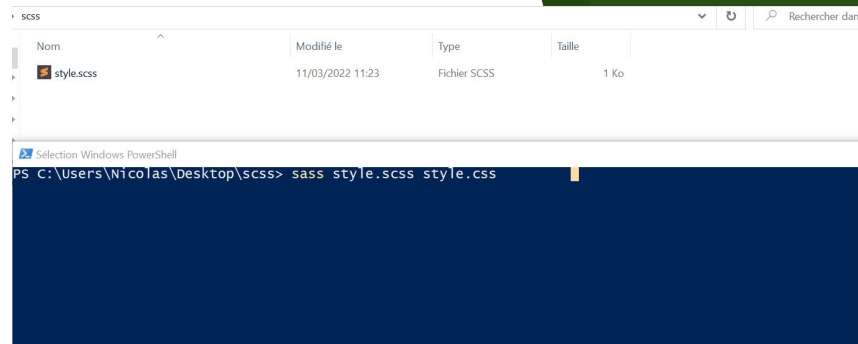 scss
Rechercher dan
Nom Modifié le Type Taille
style.scss 11/03/2022 11:23 Fichier SCSS 1 Ko
Sélection Windows PowerShell
PS C:\Users\Nicolas\Desktop\scss> sass style.scss style.css